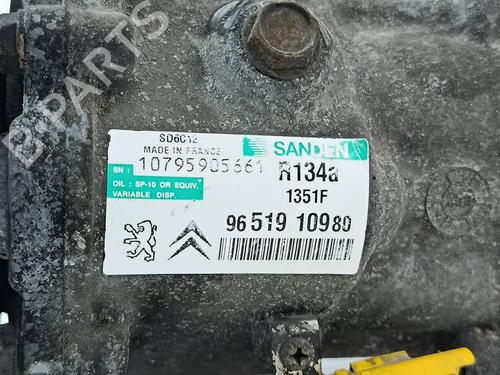 B-PARTS
SD6C12
MADE IN FRANCE
SANDEN
SN : 10795905661
R134a
OIL : SP-10 OR EQUIV.
VARIABLE DISP.
1351F
96 519 109 80